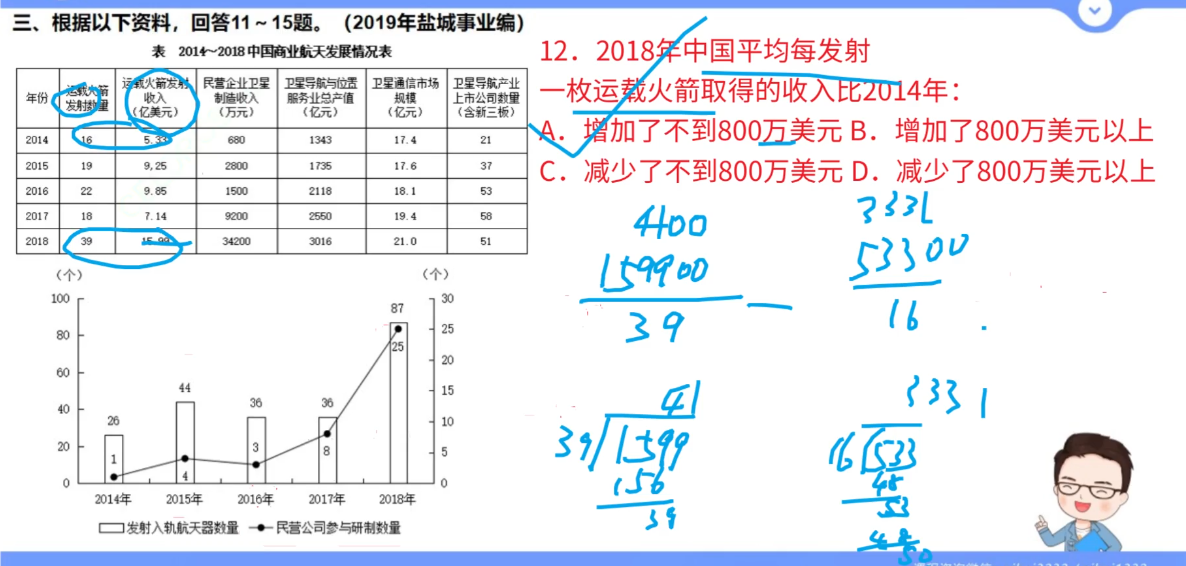 三、根据以下资料，回答11～15题。（2019年盐城事业编）
表 2014～2018中国商业航天发展情况表
年份 运载火箭发射数量 运载火箭发射收入（亿美元） 民营企业卫星制造收入（万元） 卫星导航与位置服务业总产值（亿元） 卫星通信市场规模（亿元） 卫星导航产业上市公司数量（含新三板）
2014 16 5.33 680 1343 17.4 21
2015 19 9,25 2800 1735 17.6 37
2016 22 9.85 1500 2118 18.1 53
2017 18 7.14 9200 2550 19.4 58
2018 39 15.99 34200 3016 21.0 51
（个） （个）
100 80 60 40 20 0
30 25 20 15 10 5 0
26 44 36 36 87
1 4 3 8 25
2014年 2015年 2016年 2017年 2018年
发射入轨航天器数量 民营公司参与研制数量
12．2018年中国平均每发射
一枚运载火箭取得的收入比2014年：
A．增加了不到800万美元 B．增加了800万美元以上
C．减少了不到800万美元 D．减少了800万美元以上
4400
159900
39
—
3331
53300
16
41
39 1599
156
39
3331
16 533
48
53
48
50